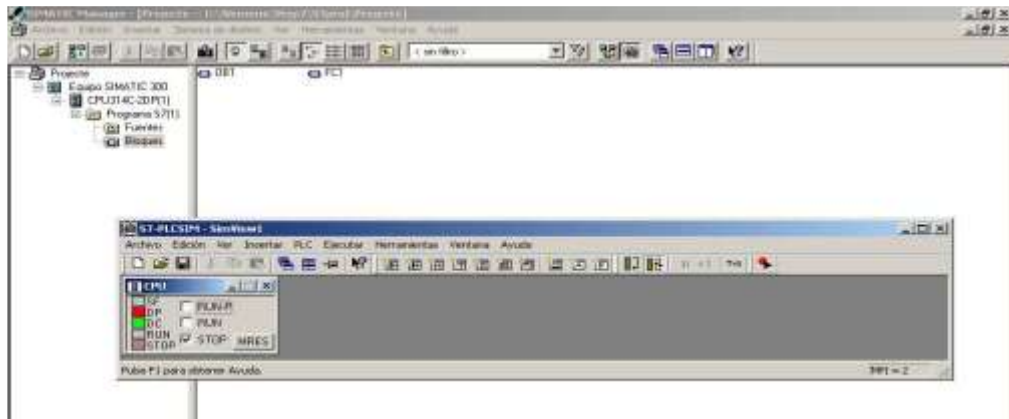 SIMATIC Manager - [Proyecto -
Archivo Edición Insertar Sistema de destino Ver Herramientas Ventana Ayuda
< sin filtro >
Proyecto
Equipo SIMATIC 300
CPU314C-2DP(1)
Programa S7(1)
Fuentes
Bloques
OB1 FC1
S7-PLCSIM - SimView1
Archivo Edición Ver Insertar PLC Ejecutar Herramientas Ventana Ayuda
T=0
CPU
SF
DP
DC
RUN
STOP
RUN-P
RUN
STOP MRES
Pulse F1 para obtener Ayuda.
MPI = 2